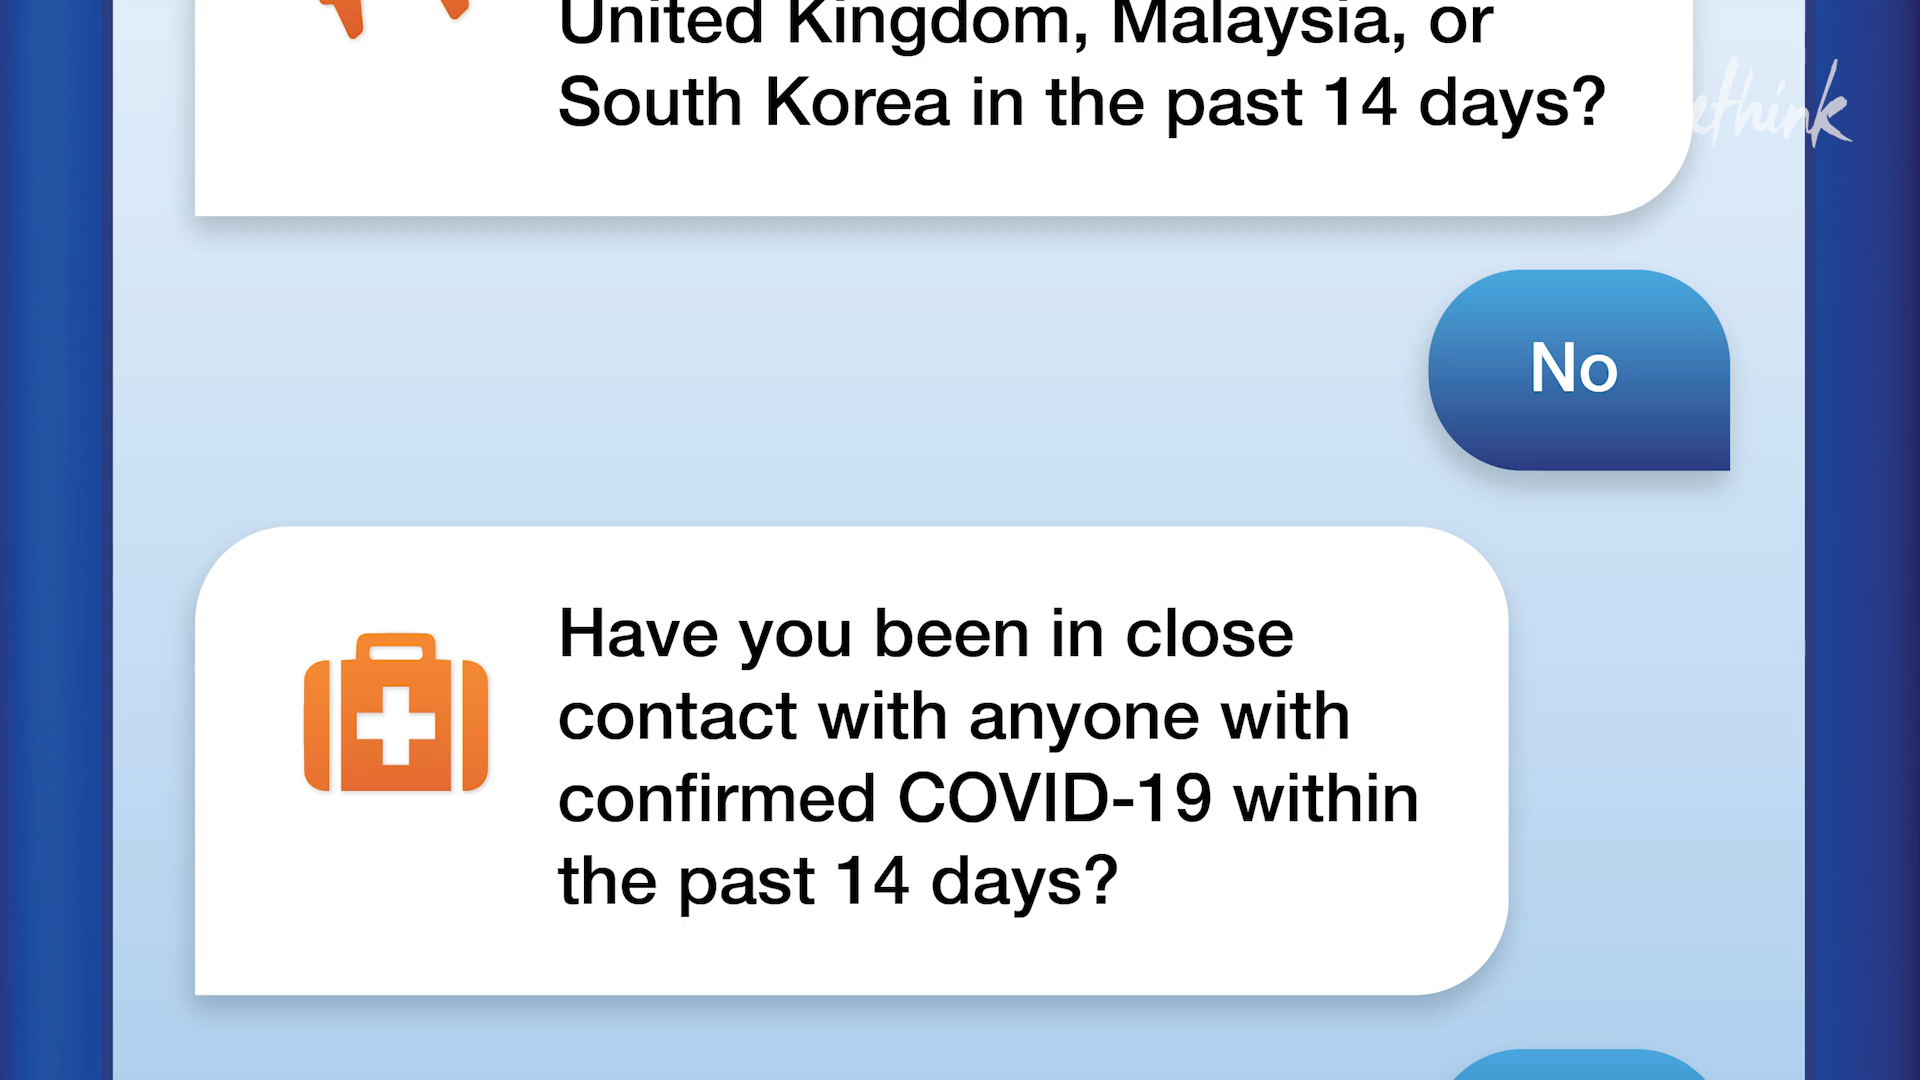 United Kingdom, Malaysia, or
South Korea in the past 14 days?
ethink
No
Have you been in close
contact with anyone with
confirmed COVID-19 within
the past 14 days?